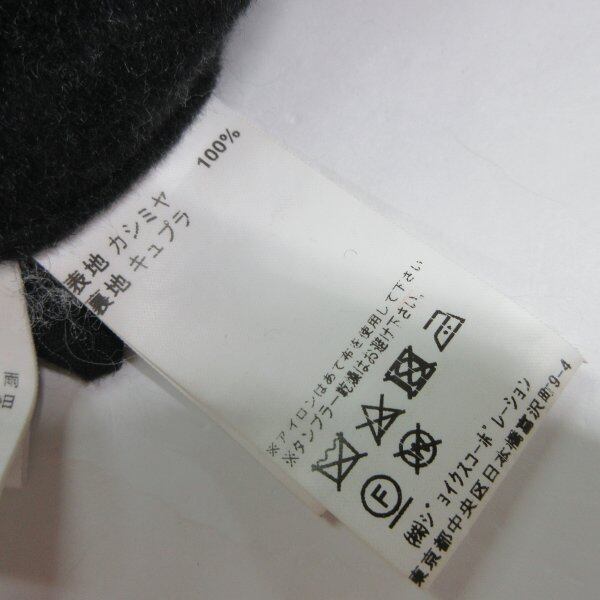 表地 カシミヤ 100%
裏地 キュプラ
※アイロンはあて布を使用して下さい
※タンブラー乾燥はお避け下さい。
F
㈱ジョイクスコーポレーション
東京都中央区日本橋富沢町9-4